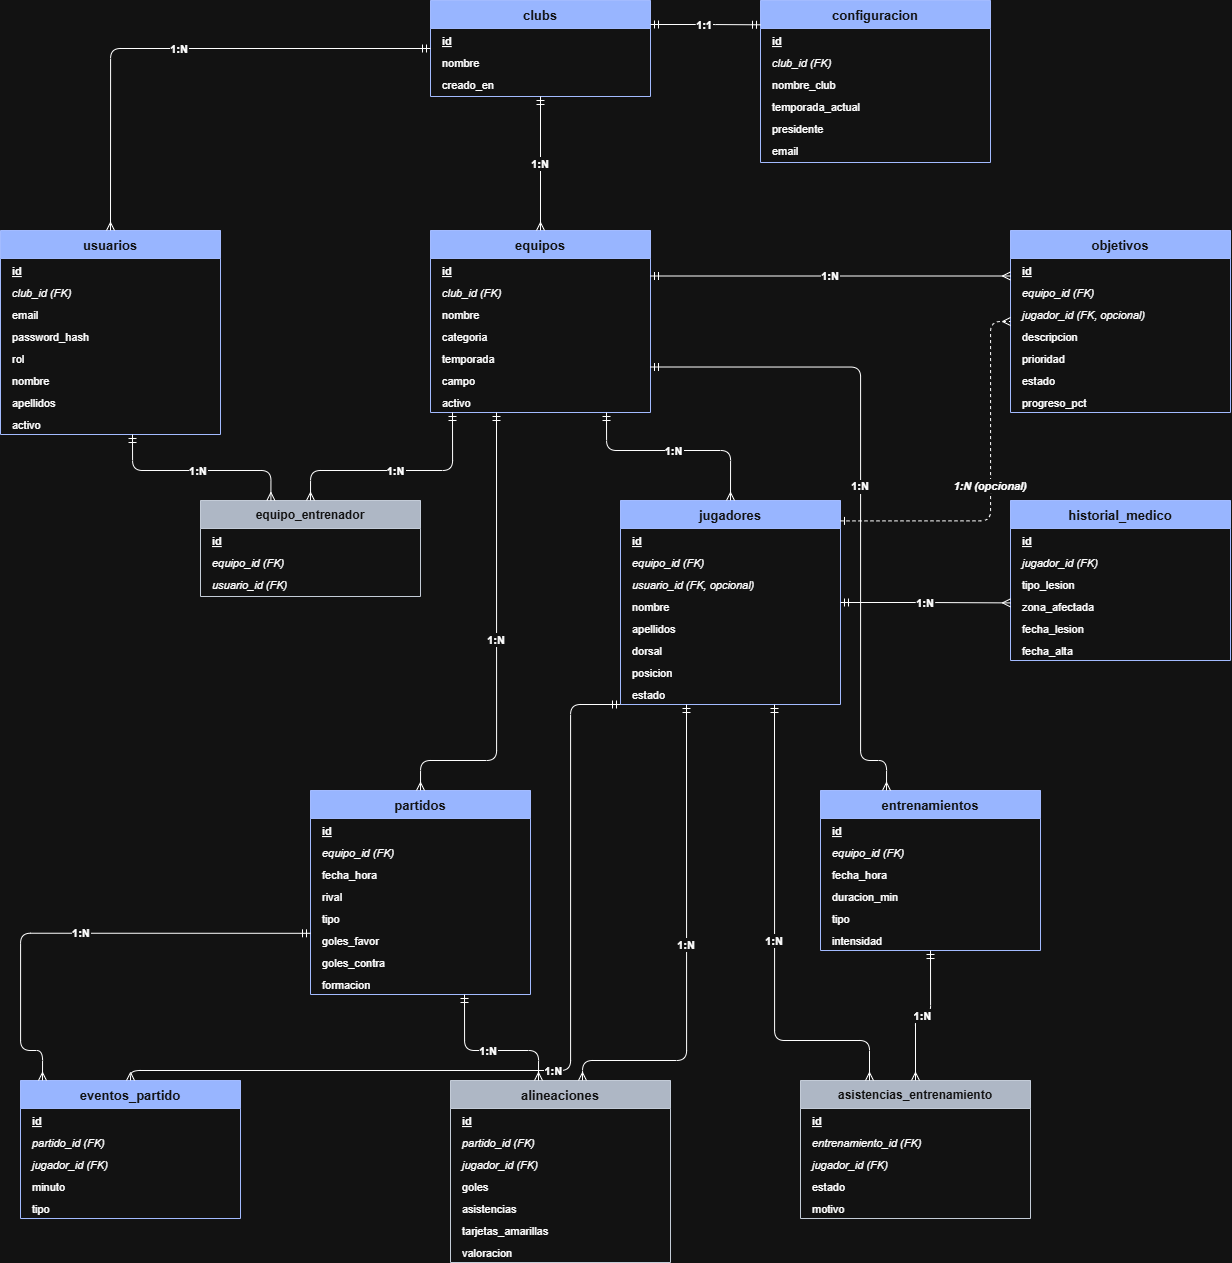 clubs
id
nombre
creado_en
1:1
configuracion
id
club_id (FK)
nombre_club
temporada_actual
presidente
email
1:N
1:N
usuarios
id
club_id (FK)
email
password_hash
rol
nombre
apellidos
activo
equipos
id
club_id (FK)
nombre
categoria
temporada
campo
activo
1:N
objetivos
id
equipo_id (FK)
jugador_id (FK, opcional)
descripcion
prioridad
estado
progreso_pct
1:N
1:N
1:N
1:N
1:N (opcional)
equipo_entrenador
id
equipo_id (FK)
usuario_id (FK)
jugadores
id
equipo_id (FK)
usuario_id (FK, opcional)
nombre
apellidos
dorsal
posicion
estado
1:N
historial_medico
id
jugador_id (FK)
tipo_lesion
zona_afectada
fecha_lesion
fecha_alta
1:N
partidos
id
equipo_id (FK)
fecha_hora
rival
tipo
goles_favor
goles_contra
formacion
entrenamientos
id
equipo_id (FK)
fecha_hora
duracion_min
tipo
intensidad
1:N
1:N
1:N
1:N
1:N
1:N
eventos_partido
id
partido_id (FK)
jugador_id (FK)
minuto
tipo
alineaciones
id
partido_id (FK)
jugador_id (FK)
goles
asistencias
tarjetas_amarillas
valoracion
asistencias_entrenamiento
id
entrenamiento_id (FK)
jugador_id (FK)
estado
motivo